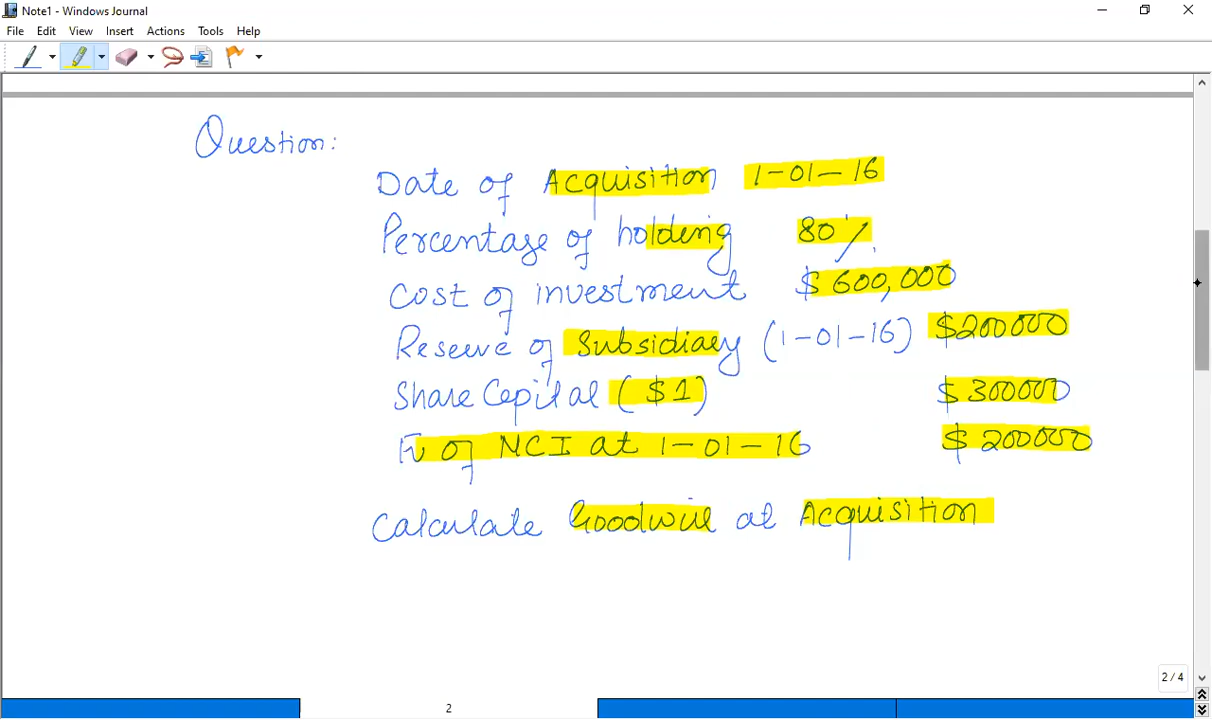 Note1 - Windows Journal
File Edit View Insert Actions Tools Help
Question:
Date of Acquisition 1-01-16
Percentage of holding 80%
Cost of investment $600,000
Reserve of Subsidiary (1-01-16) $200000
Share Capital ($1) $300000
Fv of NCI at 1-01-16 $200000
Calculate Goodwill at Acquisition
2 / 4
2